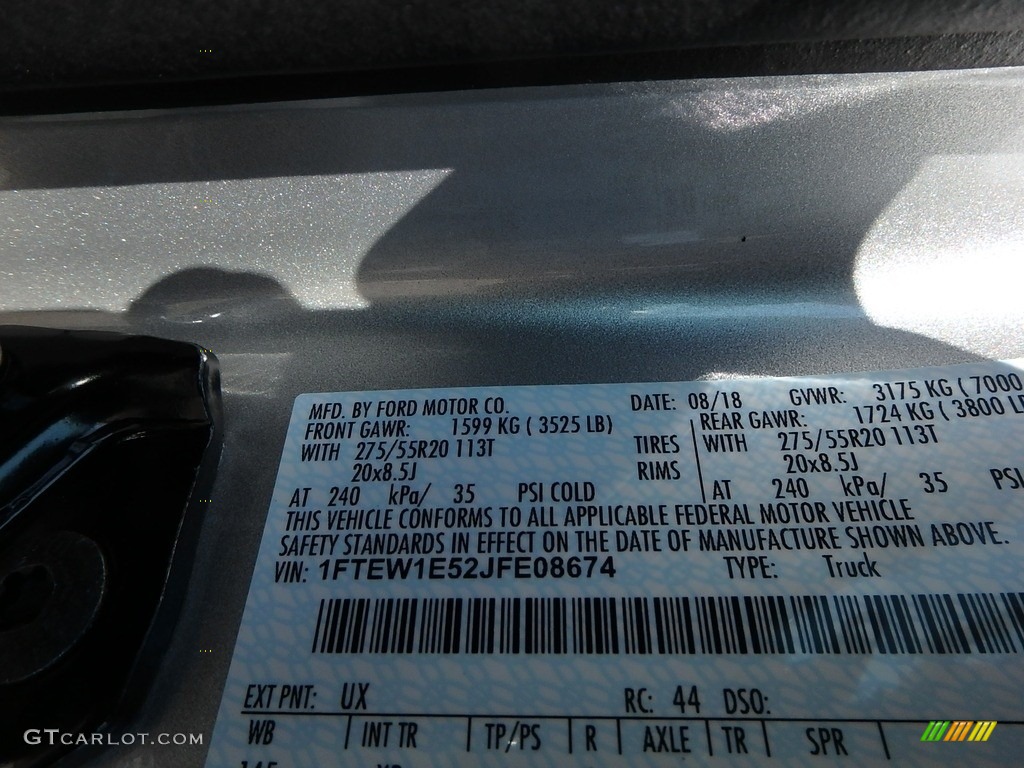 MFD. BY FORD MOTOR CO. DATE: 08/18 GVWR: 3175 KG ( 7000
FRONT GAWR: 1599 KG ( 3525 LB) REAR GAWR: 1724 KG ( 3800 LB
WITH 275/55R20 113T TIRES WITH 275/55R20 113T
20x8.5J RIMS 20x8.5J
AT 240 kPa/ 35 PSI COLD AT 240 kPa/ 35 PSI
THIS VEHICLE CONFORMS TO ALL APPLICABLE FEDERAL MOTOR VEHICLE
SAFETY STANDARDS IN EFFECT ON THE DATE OF MANUFACTURE SHOWN ABOVE.
VIN: 1FTEW1E52JFE08674 TYPE: Truck
EXT PNT: UX RC: 44 DSO:
WB INT TR TP/PS R AXLE TR SPR
145
GTCARLOT.COM